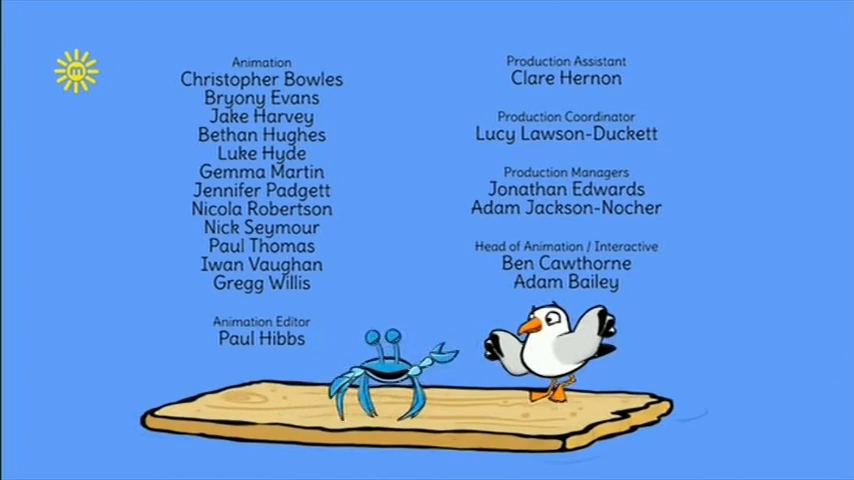 m
Animation
Christopher Bowles
Bryony Evans
Jake Harvey
Bethan Hughes
Luke Hyde
Gemma Martin
Jennifer Padgett
Nicola Robertson
Nick Seymour
Paul Thomas
Iwan Vaughan
Gregg Willis
Animation Editor
Paul Hibbs
Production Assistant
Clare Hernon
Production Coordinator
Lucy Lawson-Duckett
Production Managers
Jonathan Edwards
Adam Jackson-Nocher
Head of Animation / Interactive
Ben Cawthorne
Adam Bailey